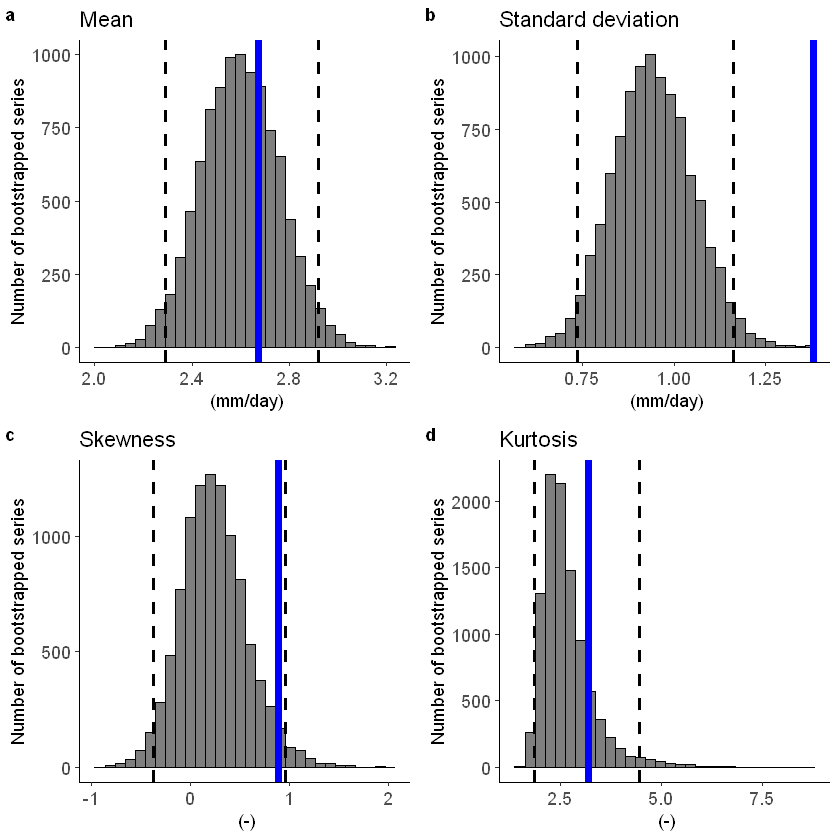 a Mean
Number of bootstrapped series
1000
750
500
250
0
2.0 2.4 2.8 3.2
(mm/day)
b Standard deviation
Number of bootstrapped series
1000
750
500
250
0
0.75 1.00 1.25
(mm/day)
c Skewness
Number of bootstrapped series
1000
500
0
-1 0 1 2
(-)
d Kurtosis
Number of bootstrapped series
2000
1500
1000
500
0
2.5 5.0 7.5
(-)